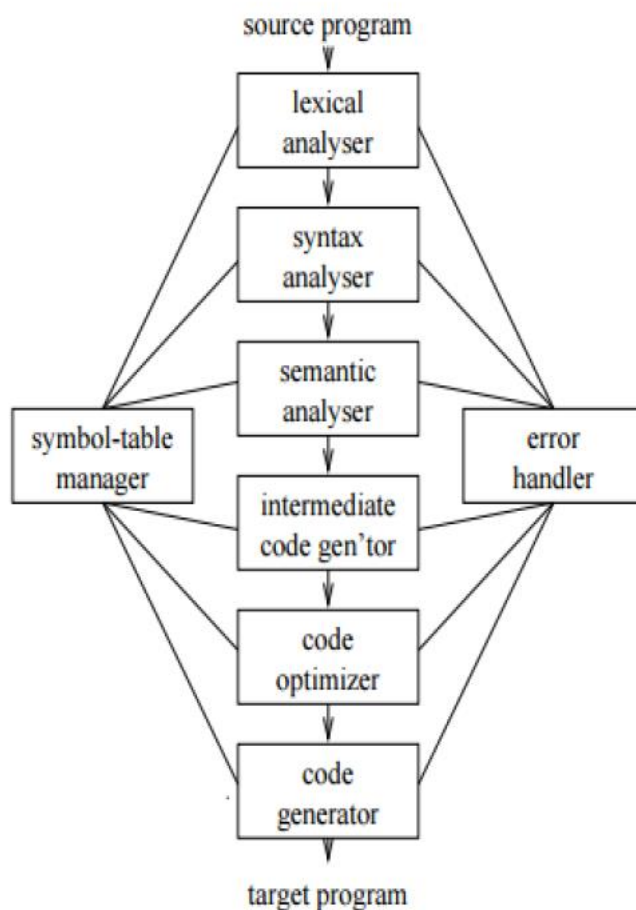 source program
lexical
analyser
syntax
analyser
semantic
analyser
symbol-table
manager
error
handler
intermediate
code gen'tor
code
optimizer
code
generator
target program